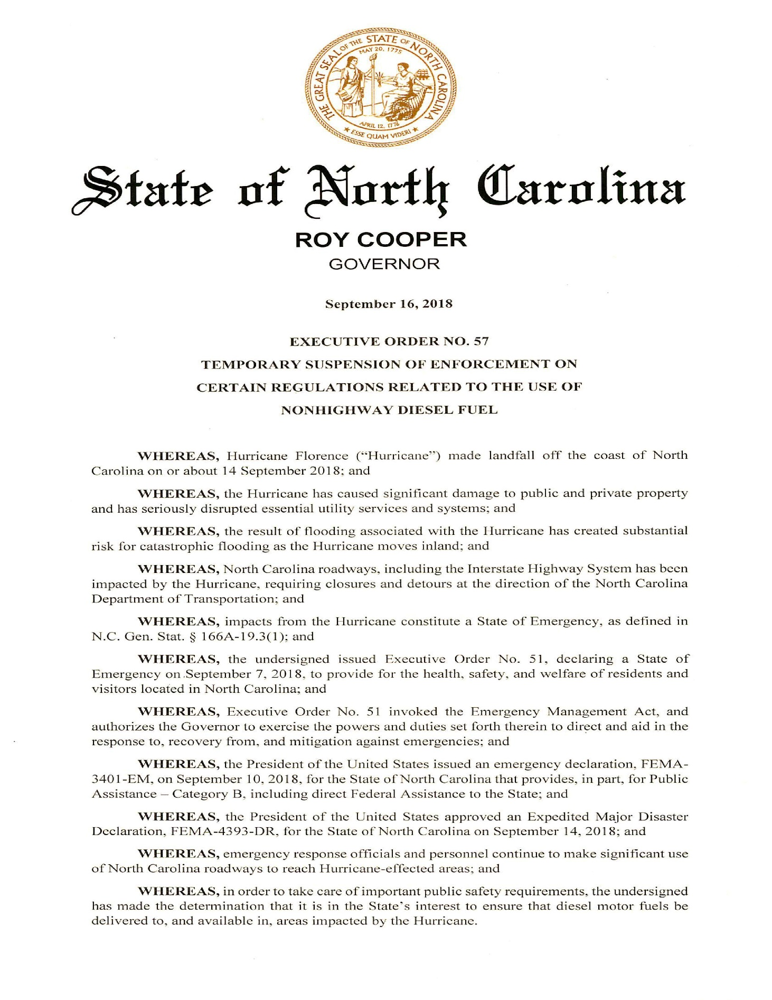 THE GREAT SEAL OF THE STATE OF NORTH CAROLINA
MAY 20, 1775
APRIL 12, 1776
★ ESSE QUAM VIDERI ★
State of North Carolina
ROY COOPER
GOVERNOR
September 16, 2018
EXECUTIVE ORDER NO. 57
TEMPORARY SUSPENSION OF ENFORCEMENT ON
CERTAIN REGULATIONS RELATED TO THE USE OF
NONHIGHWAY DIESEL FUEL
WHEREAS, Hurricane Florence (“Hurricane”) made landfall off the coast of North
Carolina on or about 14 September 2018; and
WHEREAS, the Hurricane has caused significant damage to public and private property
and has seriously disrupted essential utility services and systems; and
WHEREAS, the result of flooding associated with the Hurricane has created substantial
risk for catastrophic flooding as the Hurricane moves inland; and
WHEREAS, North Carolina roadways, including the Interstate Highway System has been
impacted by the Hurricane, requiring closures and detours at the direction of the North Carolina
Department of Transportation; and
WHEREAS, impacts from the Hurricane constitute a State of Emergency, as defined in
N.C. Gen. Stat. § 166A-19.3(1); and
WHEREAS, the undersigned issued Executive Order No. 51, declaring a State of
Emergency on September 7, 2018, to provide for the health, safety, and welfare of residents and
visitors located in North Carolina; and
WHEREAS, Executive Order No. 51 invoked the Emergency Management Act, and
authorizes the Governor to exercise the powers and duties set forth therein to direct and aid in the
response to, recovery from, and mitigation against emergencies; and
WHEREAS, the President of the United States issued an emergency declaration, FEMA-
3401-EM, on September 10, 2018, for the State of North Carolina that provides, in part, for Public
Assistance – Category B, including direct Federal Assistance to the State; and
WHEREAS, the President of the United States approved an Expedited Major Disaster
Declaration, FEMA-4393-DR, for the State of North Carolina on September 14, 2018; and
WHEREAS, emergency response officials and personnel continue to make significant use
of North Carolina roadways to reach Hurricane-effected areas; and
WHEREAS, in order to take care of important public safety requirements, the undersigned
has made the determination that it is in the State's interest to ensure that diesel motor fuels be
delivered to, and available in, areas impacted by the Hurricane.